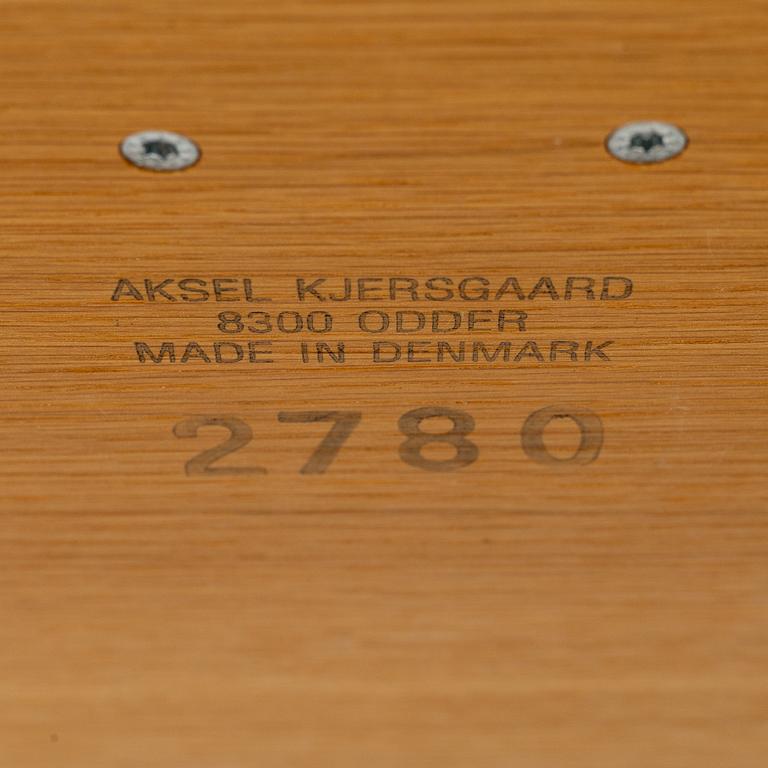 AKSEL KJERSGAARD
8300 ODDER
MADE IN DENMARK
2780